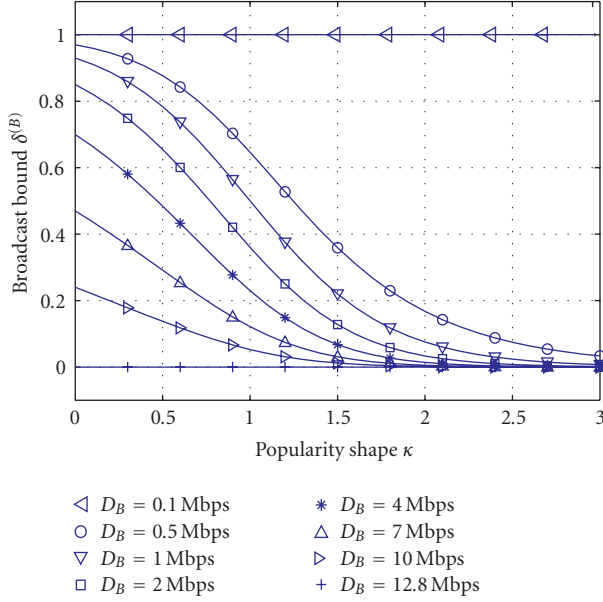 1
0.8
0.6
0.4
0.2
0
Broadcast bound δ^(B)
0 0.5 1 1.5 2 2.5 3
Popularity shape κ
D_B = 0.1 Mbps
D_B = 0.5 Mbps
D_B = 1 Mbps
D_B = 2 Mbps
D_B = 4 Mbps
D_B = 7 Mbps
D_B = 10 Mbps
D_B = 12.8 Mbps